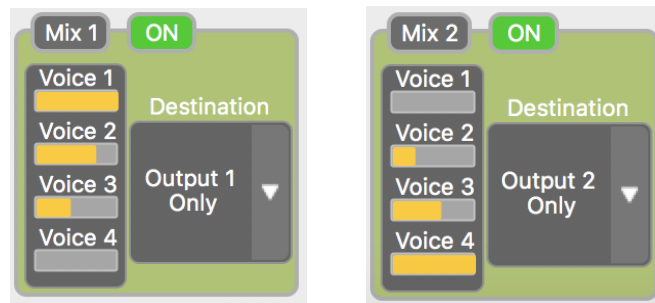 Mix 1 ON
Voice 1
Voice 2
Voice 3
Voice 4
Destination
Output 1
Only
Mix 2 ON
Voice 1
Voice 2
Voice 3
Voice 4
Destination
Output 2
Only